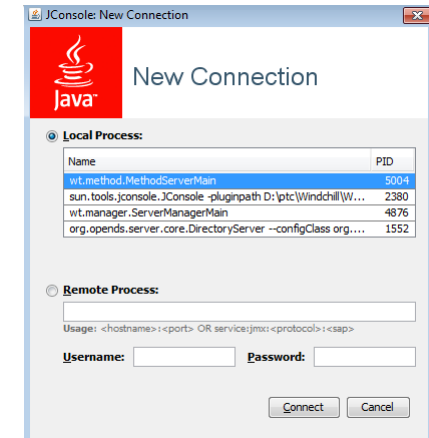 JConsole: New Connection
Java™
New Connection
Local Process:
Name PID
wt.method.MethodServerMain 5004
sun.tools.jconsole.JConsole -pluginpath D:\ptc\Windchill\W... 2380
wt.manager.ServerManagerMain 4876
org.opends.server.core.DirectoryServer --configClass org.... 1552
Remote Process:
Usage: <hostname>:<port> OR service:jmx:<protocol>:<sap>
Username: Password:
Connect Cancel